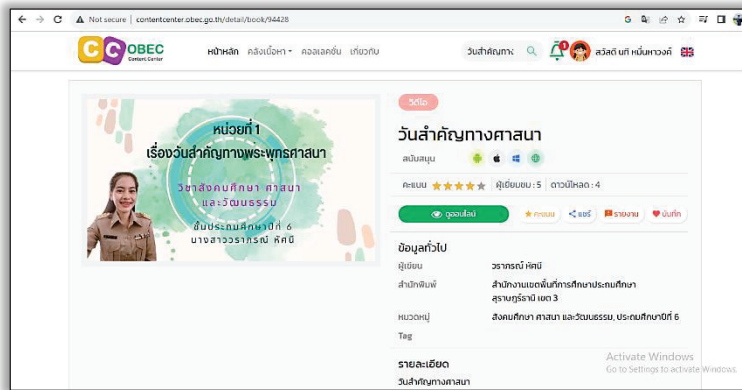 Not secure | contentcenter.obec.go.th/detail/book/94428
CC OBEC
Content Center
หน้าหลัก คลังเนื้อหา คอลเลคชั่น เกี่ยวกับ
วันสำคัญทาง
สวัสดี นที หมื่นหาวงค์
วิดีโอ
วันสำคัญทางศาสนา
สนับสนุน
คะแนน ผู้เยี่ยมชม : 5 ดาวน์โหลด : 4
ดูออนไลน์ คะแนน แชร์ รายงาน บันทึก
หน่วยที่ 1
เรื่องวันสำคัญทางพระพุทธศาสนา
วิชาสังคมศึกษา ศาสนา
และวัฒนธรรม
ชั้นประถมศึกษาปีที่ 6
นางสาววราภรณ์ หัศนี
ข้อมูลทั่วไป
ผู้เขียน วราภรณ์ หัศนี
สำนักพิมพ์ สำนักงานเขตพื้นที่การศึกษาประถมศึกษา
สุราษฎร์ธานี เขต 3
หมวดหมู่ สังคมศึกษา ศาสนา และวัฒนธรรม, ประถมศึกษาปีที่ 6
Tag
รายละเอียด
วันสำคัญทางศาสนา
Activate Windows
Go to Settings to activate Windows.